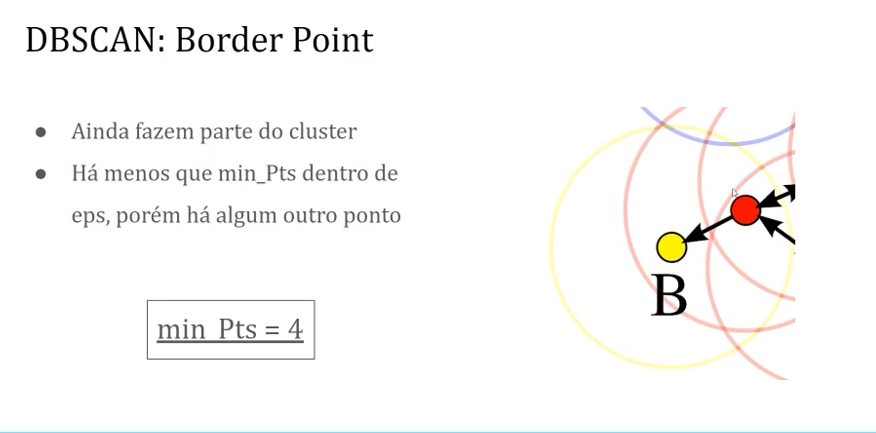 DBSCAN: Border Point
● Ainda fazem parte do cluster
● Há menos que min_Pts dentro de
eps, porém há algum outro ponto
min_Pts = 4
B